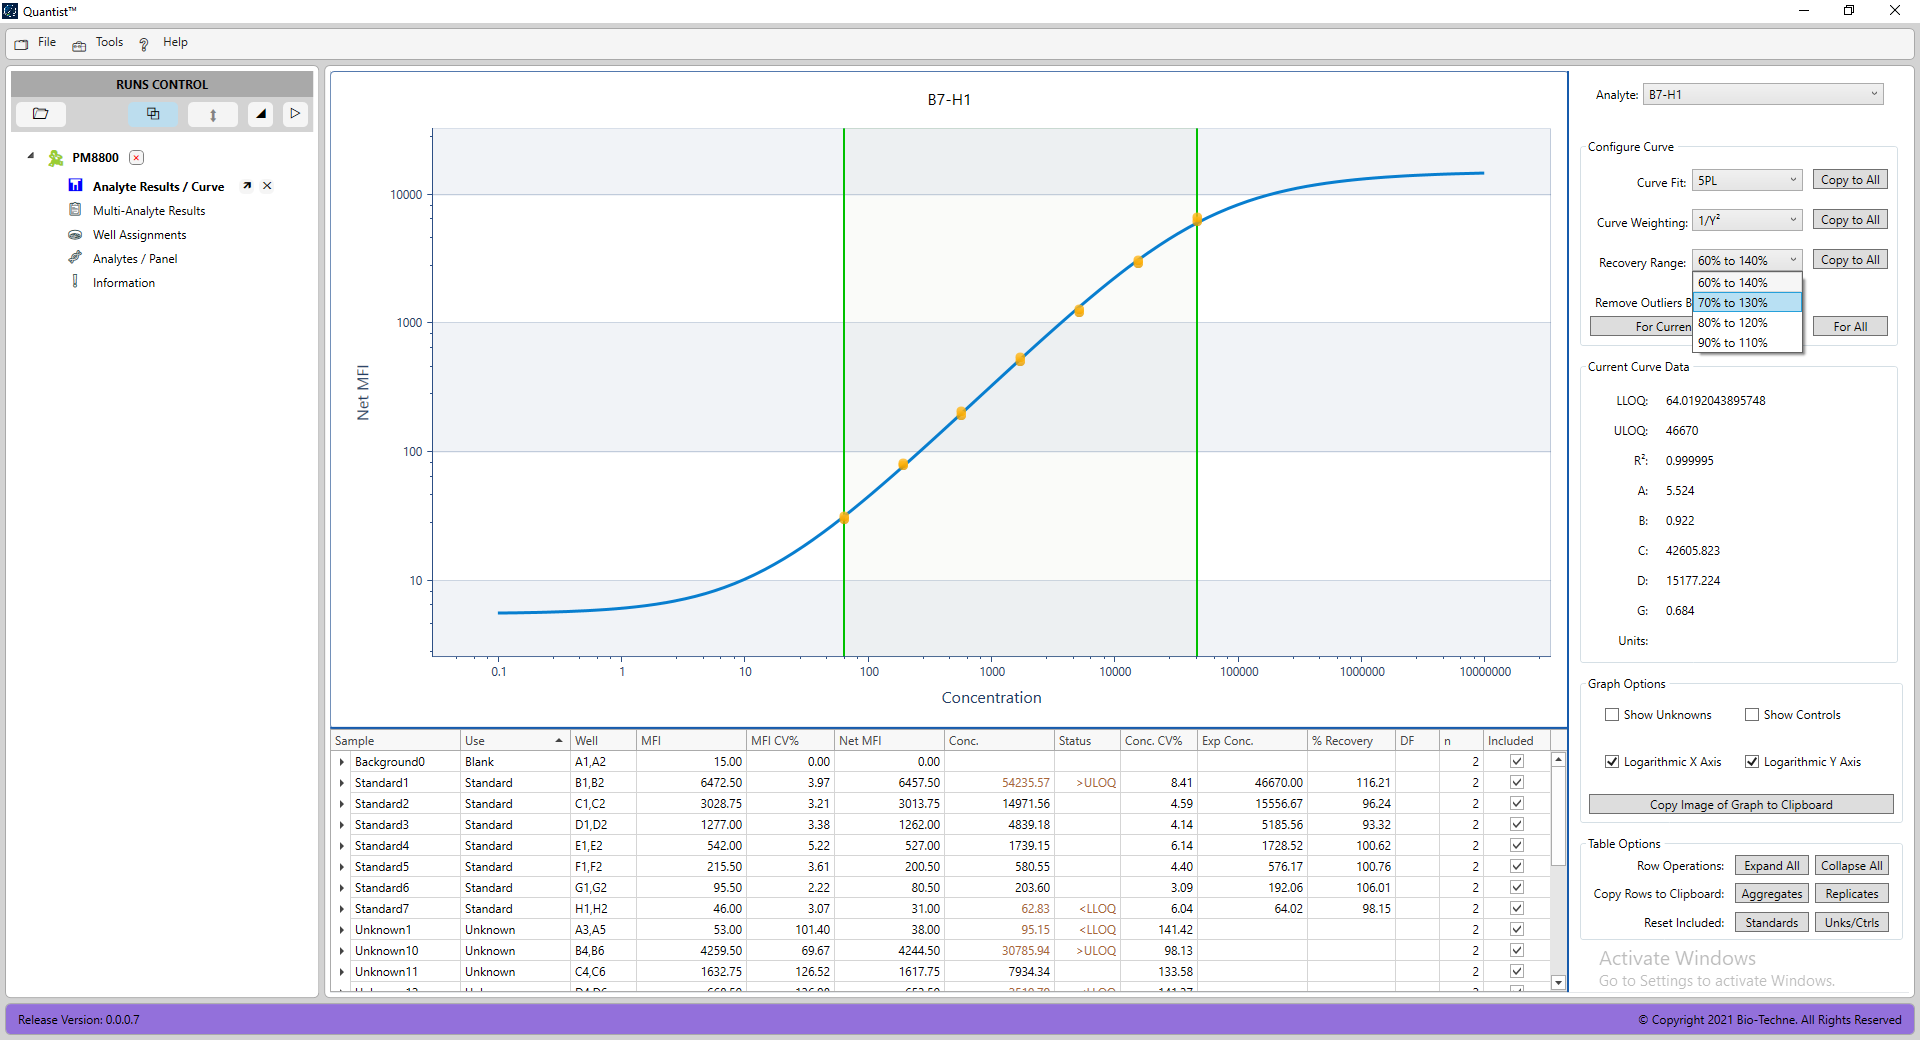 Quantist™
File Tools ? Help
RUNS CONTROL
PM8800
Analyte Results / Curve
Multi-Analyte Results
Well Assignments
Analytes / Panel
Information
B7-H1
10000
1000
100
10
Net MFI
0.1 1 10 100 1000 10000 100000 1000000 10000000
Concentration
Sample Use Well MFI MFI CV% Net MFI Conc. Status Conc. CV% Exp Conc. % Recovery DF n Included
Background0 Blank A1,A2 15.00 0.00 0.00 2
Standard1 Standard B1,B2 6472.50 3.97 6457.50 54235.57 >ULOQ 8.41 46670.00 116.21 2
Standard2 Standard C1,C2 3028.75 3.21 3013.75 14971.56 4.59 15556.67 96.24 2
Standard3 Standard D1,D2 1277.00 3.38 1262.00 4839.18 4.14 5185.56 93.32 2
Standard4 Standard E1,E2 542.00 5.22 527.00 1739.15 6.14 1728.52 100.62 2
Standard5 Standard F1,F2 215.50 3.61 200.50 580.55 4.40 576.17 100.76 2
Standard6 Standard G1,G2 95.50 2.22 80.50 203.60 3.09 192.06 106.01 2
Standard7 Standard H1,H2 46.00 3.07 31.00 62.83 <LLOQ 6.04 64.02 98.15 2
Unknown1 Unknown A3,A5 53.00 101.40 38.00 95.15 <LLOQ 141.42 2
Unknown10 Unknown B4,B6 4259.50 69.67 4244.50 30785.94 >ULOQ 98.13 2
Unknown11 Unknown C4,C6 1632.75 126.52 1617.75 7934.34 133.58 2
Analyte: B7-H1
Configure Curve
Curve Fit: 5PL Copy to All
Curve Weighting: 1/Y² Copy to All
Recovery Range: 60% to 140% Copy to All
60% to 140%
Remove Outliers B 70% to 130%
80% to 120%
For Curren For All
90% to 110%
Current Curve Data
LLOQ: 64.0192043895748
ULOQ: 46670
R²: 0.999995
A: 5.524
B: 0.922
C: 42605.823
D: 15177.224
G: 0.684
Units:
Graph Options
Show Unknowns Show Controls
Logarithmic X Axis Logarithmic Y Axis
Copy Image of Graph to Clipboard
Table Options
Row Operations: Expand All Collapse All
Copy Rows to Clipboard: Aggregates Replicates
Reset Included: Standards Unks/Ctrls
Activate Windows
Go to Settings to activate Windows.
Release Version: 0.0.0.7
© Copyright 2021 Bio-Techne. All Rights Reserved